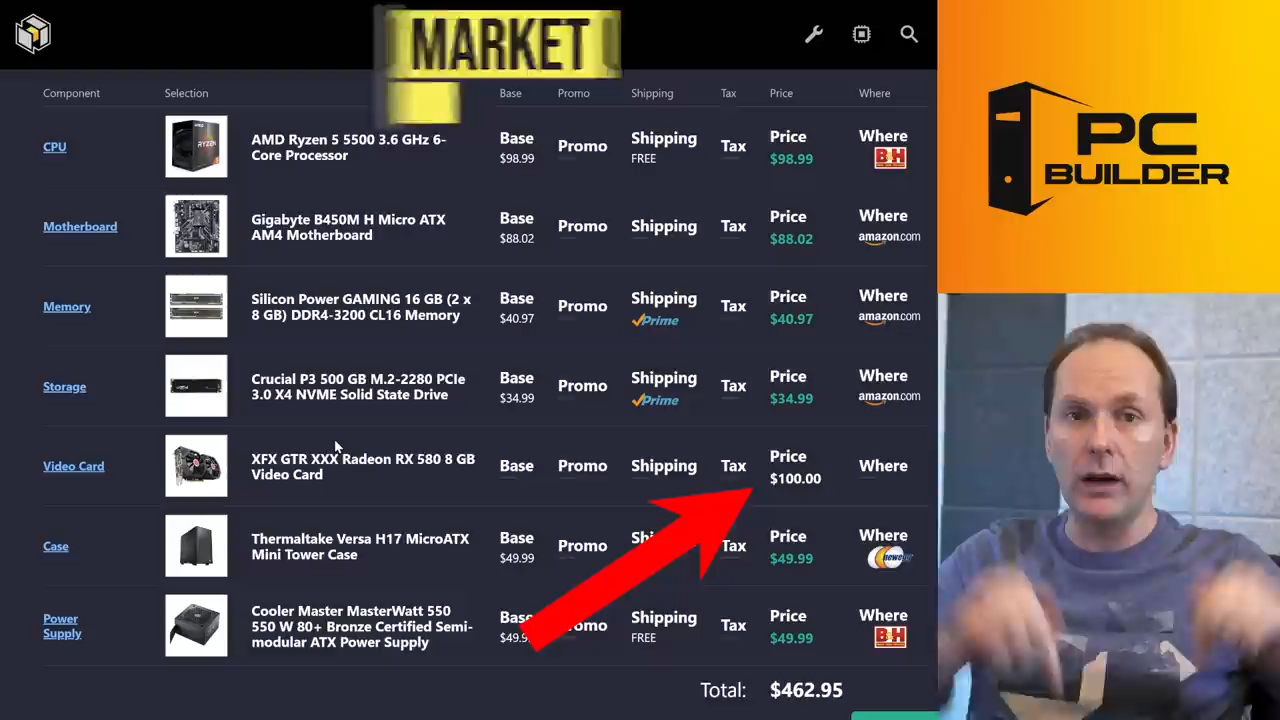 MARKET
Component Selection Base Promo Shipping Tax Price Where
CPU
AMD Ryzen 5 5500 3.6 GHz 6-
Core Processor
Base
$98.99
Promo
Shipping
FREE
Tax
Price
$98.99
Where
B&H
Motherboard
Gigabyte B450M H Micro ATX
AM4 Motherboard
Base
$88.02
Promo
Shipping
Tax
Price
$88.02
Where
amazon.com
Memory
Silicon Power GAMING 16 GB (2 x
8 GB) DDR4-3200 CL16 Memory
Base
$40.97
Promo
Shipping
Prime
Tax
Price
$40.97
Where
amazon.com
Storage
Crucial P3 500 GB M.2-2280 PCIe
3.0 X4 NVME Solid State Drive
Base
$34.99
Promo
Shipping
Prime
Tax
Price
$34.99
Where
amazon.com
Video Card
XFX GTR XXX Radeon RX 580 8 GB
Video Card
Base
Promo
Shipping
Tax
Price
$100.00
Where
Case
Thermaltake Versa H17 MicroATX
Mini Tower Case
Base
$49.99
Promo
Tax
Price
$49.99
Where
Power
Supply
Cooler Master MasterWatt 550
550 W 80+ Bronze Certified Semi-
modular ATX Power Supply
Shipping
FREE
Tax
Price
$49.99
Where
B&H
Total: $462.95
PC
BUILDER